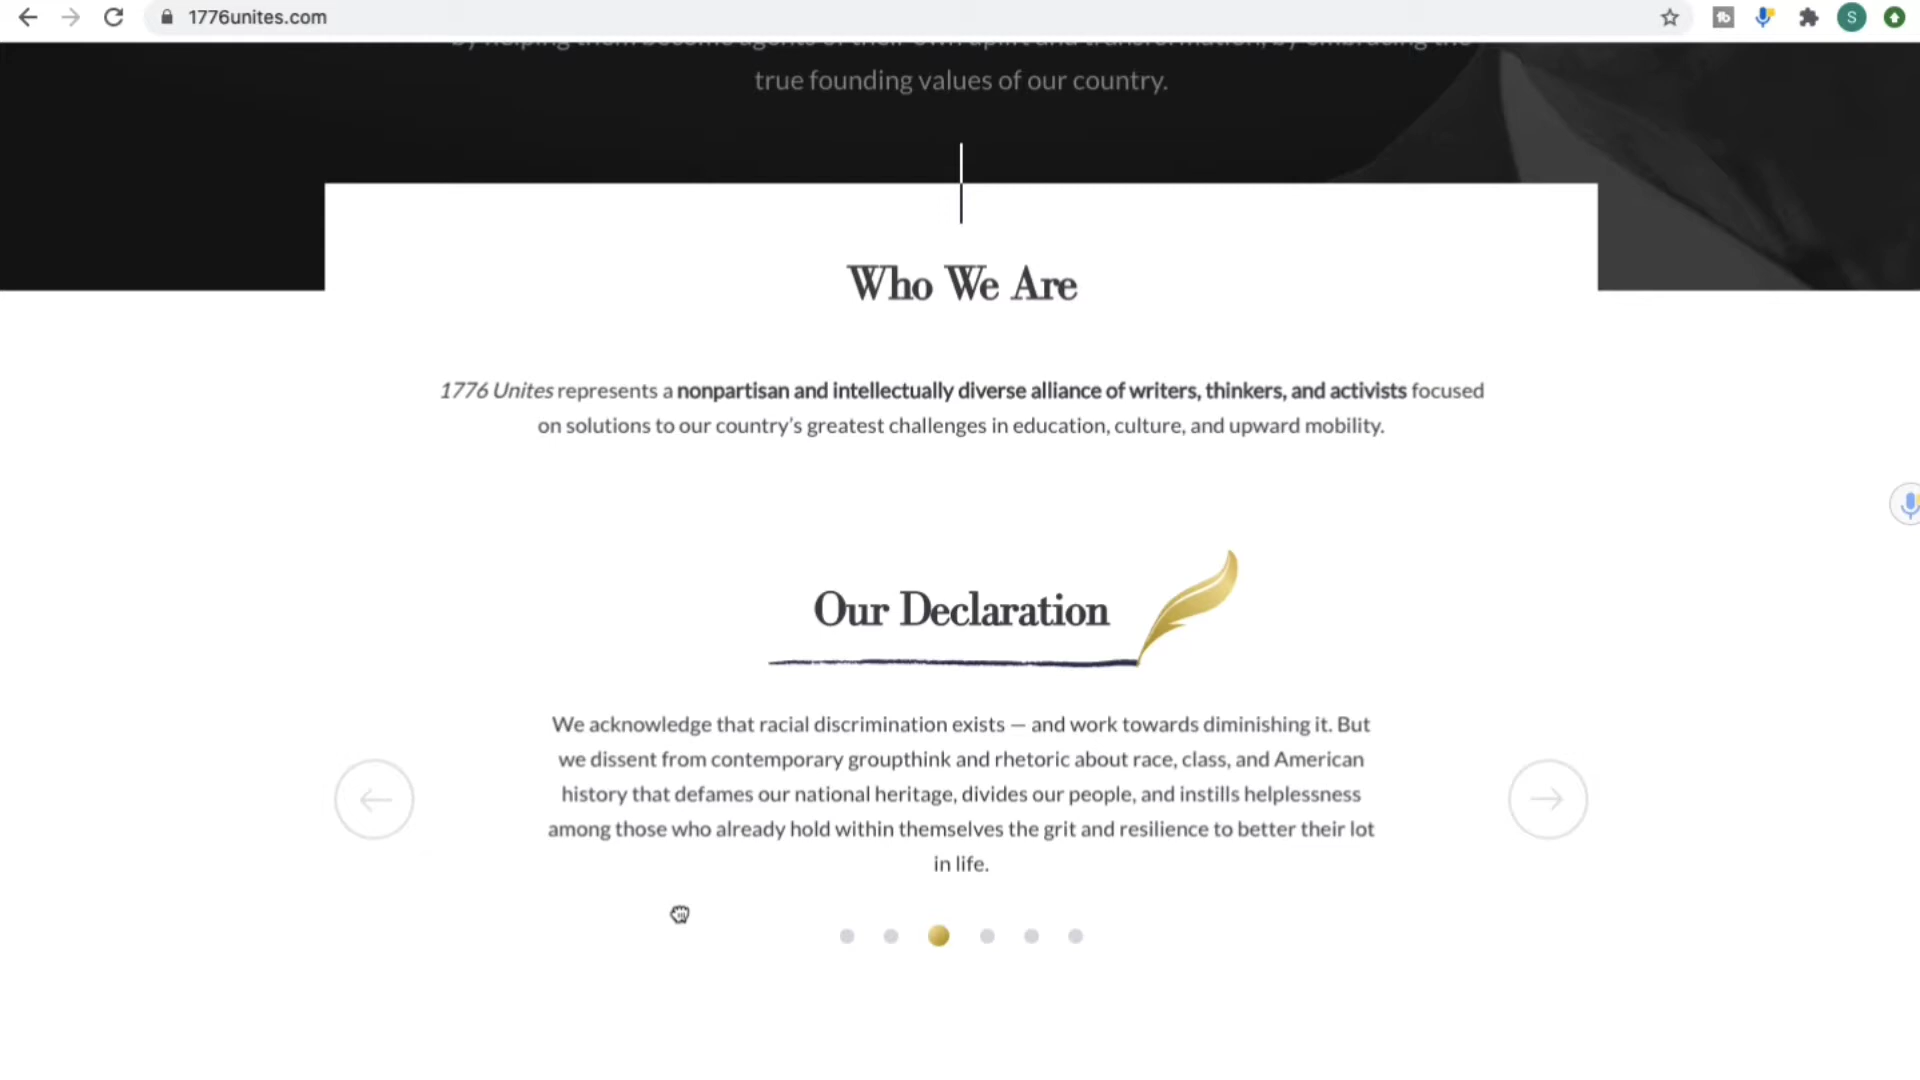 1776unites.com
S
true founding values of our country.
Who We Are
1776 Unites represents a nonpartisan and intellectually diverse alliance of writers, thinkers, and activists focused
on solutions to our country's greatest challenges in education, culture, and upward mobility.
Our Declaration
We acknowledge that racial discrimination exists — and work towards diminishing it. But
we dissent from contemporary groupthink and rhetoric about race, class, and American
history that defames our national heritage, divides our people, and instills helplessness
among those who already hold within themselves the grit and resilience to better their lot
in life.